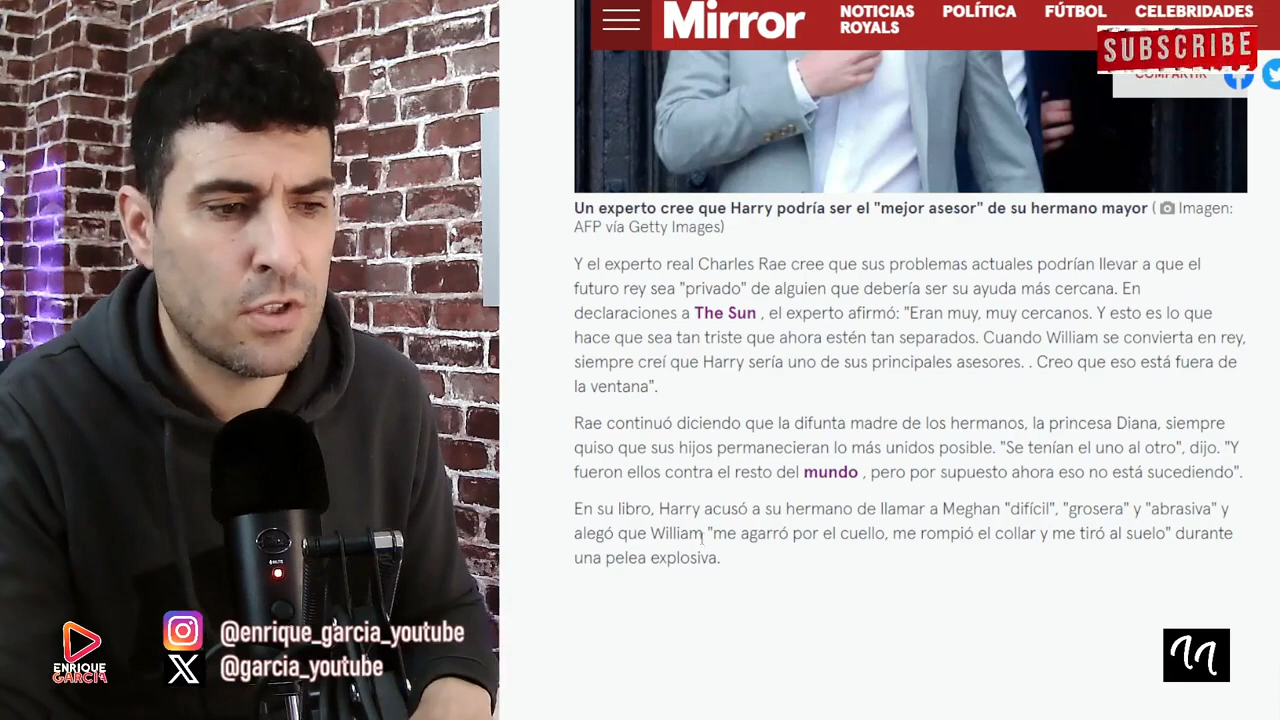 Mirror
NOTICIAS
ROYALS
POLÍTICA
FÚTBOL
CELEBRIDADES
SUBSCRIBE
COMPARTIR
Un experto cree que Harry podría ser el "mejor asesor" de su hermano mayor ( Imagen:
AFP vía Getty Images)
Y el experto real Charles Rae cree que sus problemas actuales podrían llevar a que el
futuro rey sea "privado" de alguien que debería ser su ayuda más cercana. En
declaraciones a The Sun , el experto afirmó: "Eran muy, muy cercanos. Y esto es lo que
hace que sea tan triste que ahora estén tan separados. Cuando William se convierta en rey,
siempre creí que Harry sería uno de sus principales asesores. . Creo que eso está fuera de
la ventana".
Rae continuó diciendo que la difunta madre de los hermanos, la princesa Diana, siempre
quiso que sus hijos permanecieran lo más unidos posible. "Se tenían el uno al otro", dijo. "Y
fueron ellos contra el resto del mundo , pero por supuesto ahora eso no está sucediendo".
En su libro, Harry acusó a su hermano de llamar a Meghan "difícil", "grosera" y "abrasiva" y
alegó que William "me agarró por el cuello, me rompió el collar y me tiró al suelo" durante
una pelea explosiva.
ENRIQUE
GARCIA
@enrique_garcia_youtube
@garcia_youtube